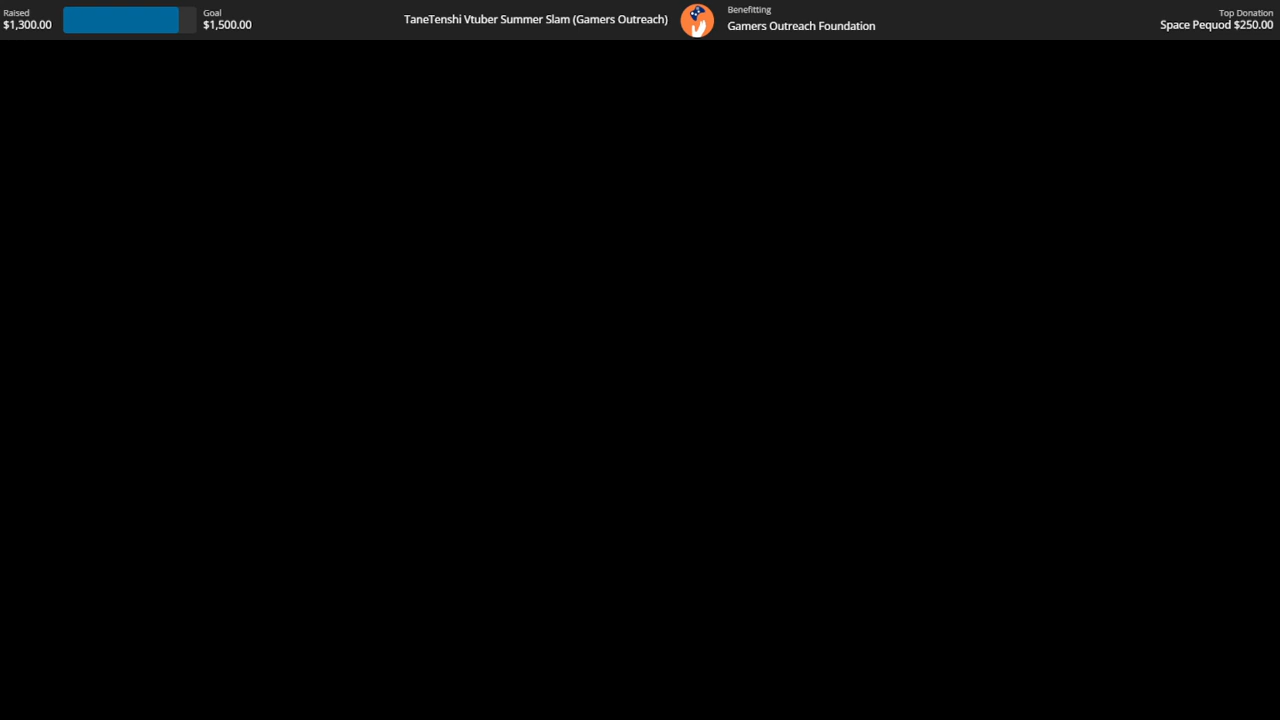 Raised
$1,300.00
Goal
$1,500.00
TaneTenshi Vtuber Summer Slam (Gamers Outreach)
Benefitting
Gamers Outreach Foundation
Top Donation
Space Pequod $250.00